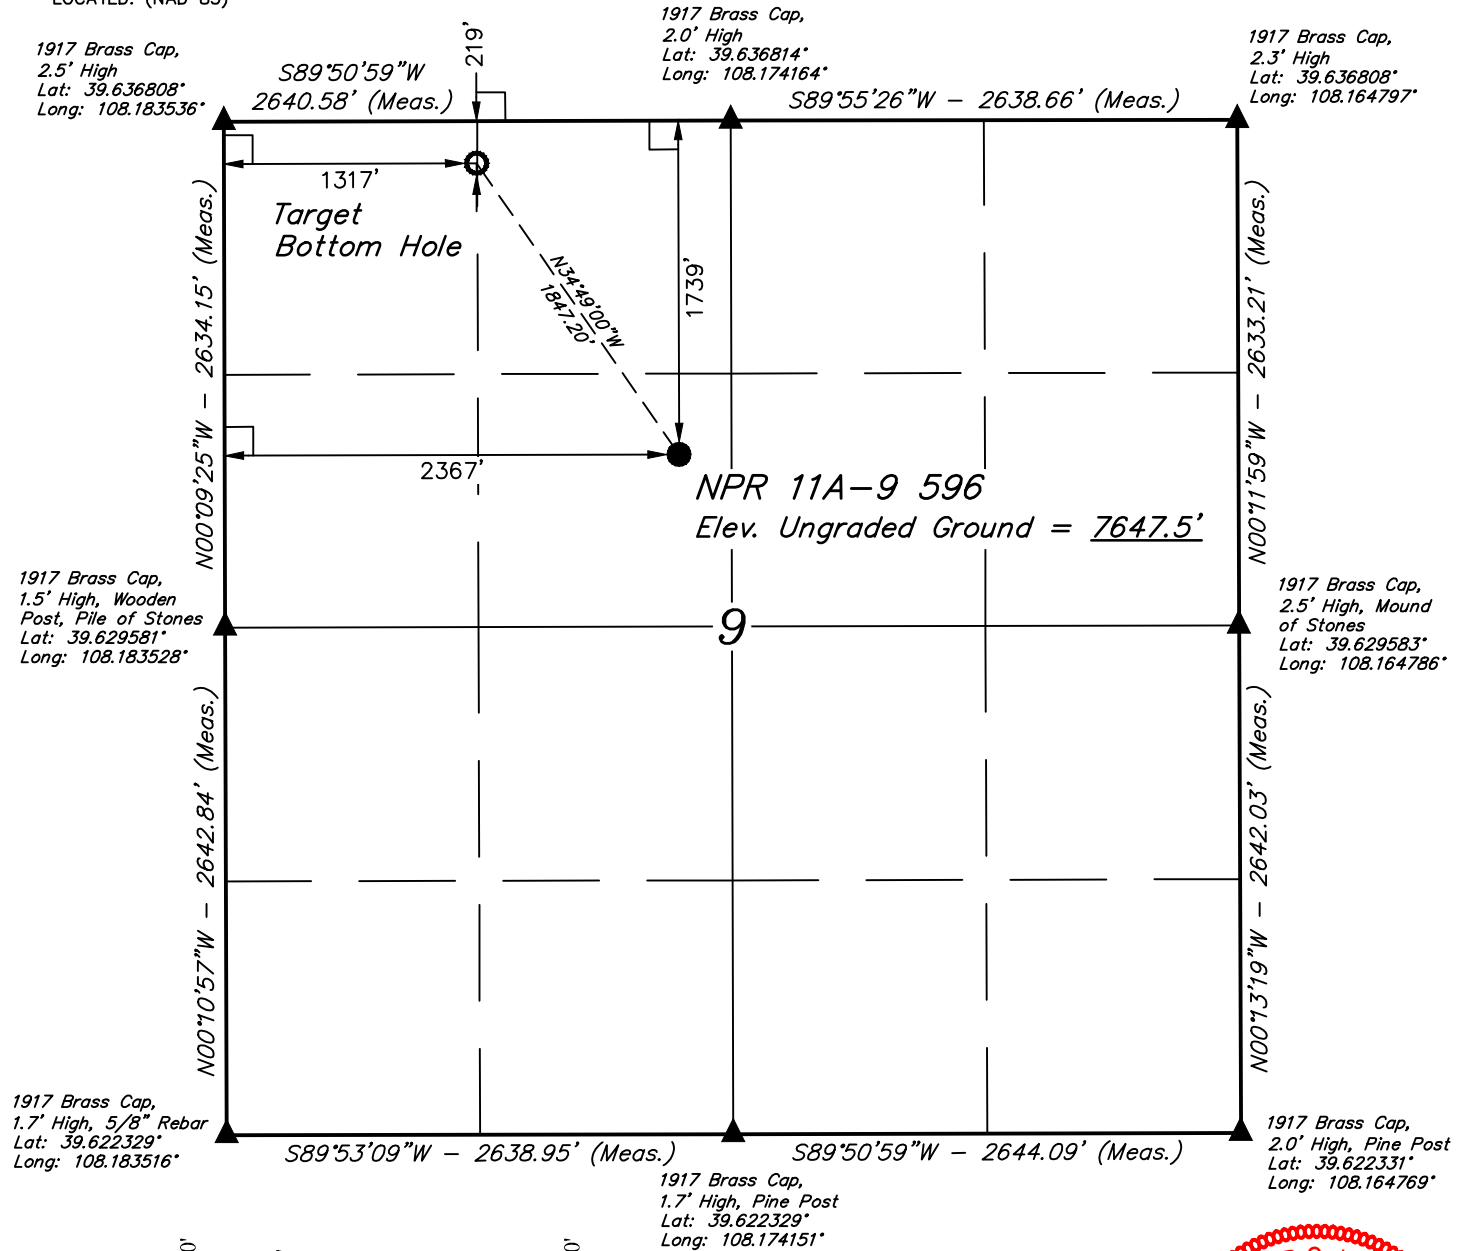 LOCATED: (NAD 83)
1917 Brass Cap,
2.0' High
Lat: 39.636814°
Long: 108.174164°
1917 Brass Cap,
2.5' High
Lat: 39.636808°
Long: 108.183536°
1917 Brass Cap,
2.3' High
Lat: 39.636808°
Long: 108.164797°
S89°50'59"W
2640.58' (Meas.)
219'
S89°55'26"W – 2638.66' (Meas.)
1317'
Target
Bottom Hole
N34°49'00"W
1847.20'
1739'
N00°09'25"W – 2634.15' (Meas.)
N00°11'59"W – 2633.21' (Meas.)
2367'
NPR 11A-9 596
Elev. Ungraded Ground = 7647.5'
1917 Brass Cap,
1.5' High, Wooden
Post, Pile of Stones
Lat: 39.629581°
Long: 108.183528°
9
1917 Brass Cap,
2.5' High, Mound
of Stones
Lat: 39.629583°
Long: 108.164786°
N00°10'57"W – 2642.84' (Meas.)
N00°13'19"W – 2642.03' (Meas.)
1917 Brass Cap,
1.7' High, 5/8" Rebar
Lat: 39.622329°
Long: 108.183516°
S89°53'09"W – 2638.95' (Meas.)
S89°50'59"W – 2644.09' (Meas.)
1917 Brass Cap,
1.7' High, Pine Post
Lat: 39.622329°
Long: 108.174151°
1917 Brass Cap,
2.0' High, Pine Post
Lat: 39.622331°
Long: 108.164769°